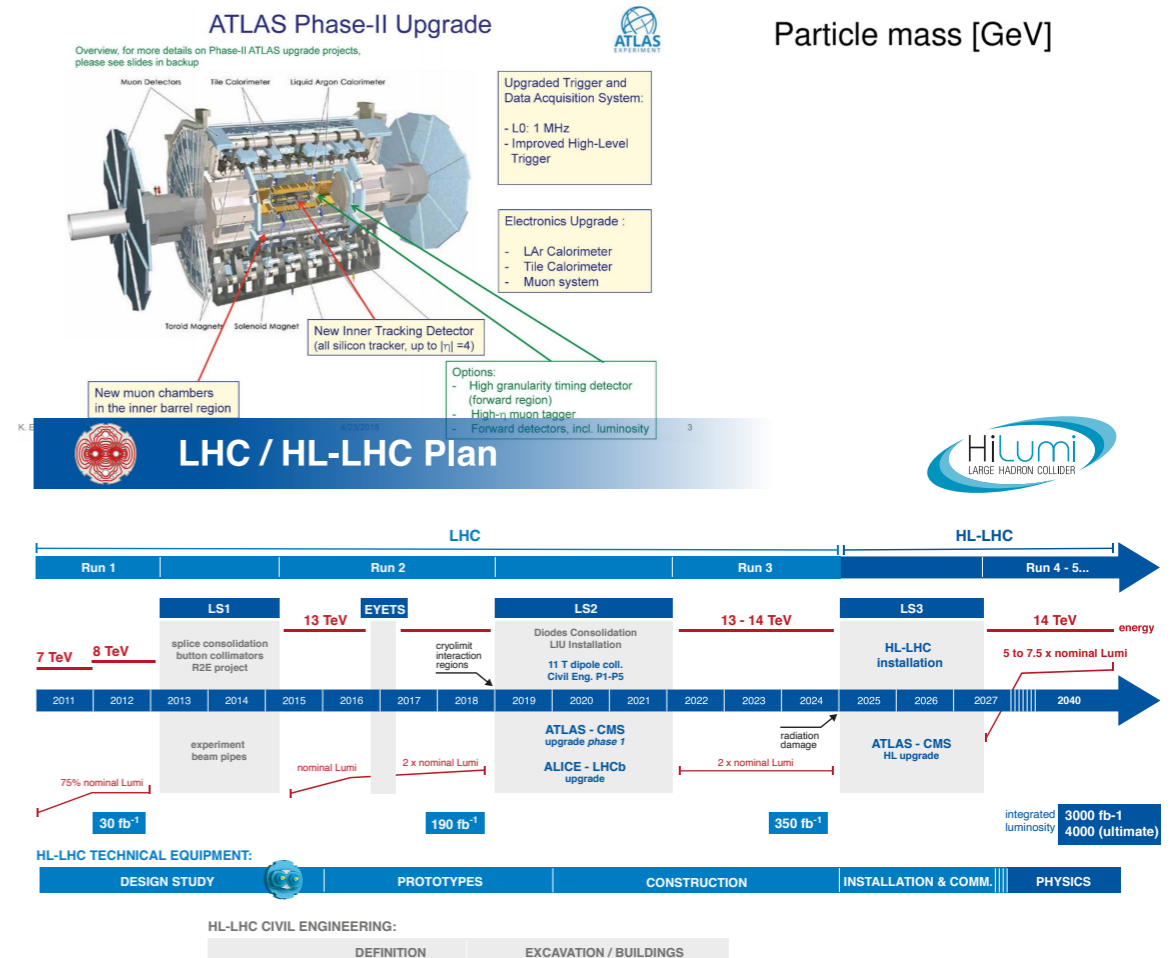 ATLAS Phase-II Upgrade
ATLAS
EXPERIMENT
Particle mass [GeV]
Overview, for more details on Phase-II ATLAS upgrade projects,
please see slides in backup
Muon Detectors
Tile Calorimeter
Liquid Argon Calorimeter
Upgraded Trigger and
Data Acquisition System:
- L0: 1 MHz
- Improved High-Level
Trigger
Electronics Upgrade :
- LAr Calorimeter
- Tile Calorimeter
- Muon system
Toroid Magnets
Solenoid Magnet
New Inner Tracking Detector
(all silicon tracker, up to |η| =4)
New muon chambers
in the inner barrel region
Options:
- High granularity timing detector
(forward region)
- High-η muon tagger
- Forward detectors, incl. luminosity
3
LHC / HL-LHC Plan
HiLumi
LARGE HADRON COLLIDER
LHC
HL-LHC
Run 1
Run 2
Run 3
Run 4 - 5...
LS1
EYETS
LS2
LS3
7 TeV
8 TeV
13 TeV
13 - 14 TeV
14 TeV
energy
splice consolidation
button collimators
R2E project
cryolimit
interaction
regions
Diodes Consolidation
LIU Installation
11 T dipole coll.
Civil Eng. P1-P5
HL-LHC
installation
5 to 7.5 x nominal Lumi
2011
2012
2013
2014
2015
2016
2017
2018
2019
2020
2021
2022
2023
2024
2025
2026
2027
2040
experiment
beam pipes
ATLAS - CMS
upgrade phase 1
ALICE - LHCb
upgrade
radiation
damage
ATLAS - CMS
HL upgrade
75% nominal Lumi
nominal Lumi
2 x nominal Lumi
2 x nominal Lumi
30 fb-1
190 fb-1
350 fb-1
integrated
luminosity
3000 fb-1
4000 (ultimate)
HL-LHC TECHNICAL EQUIPMENT:
DESIGN STUDY
PROTOTYPES
CONSTRUCTION
INSTALLATION & COMM.
PHYSICS
HL-LHC CIVIL ENGINEERING:
DEFINITION
EXCAVATION / BUILDINGS